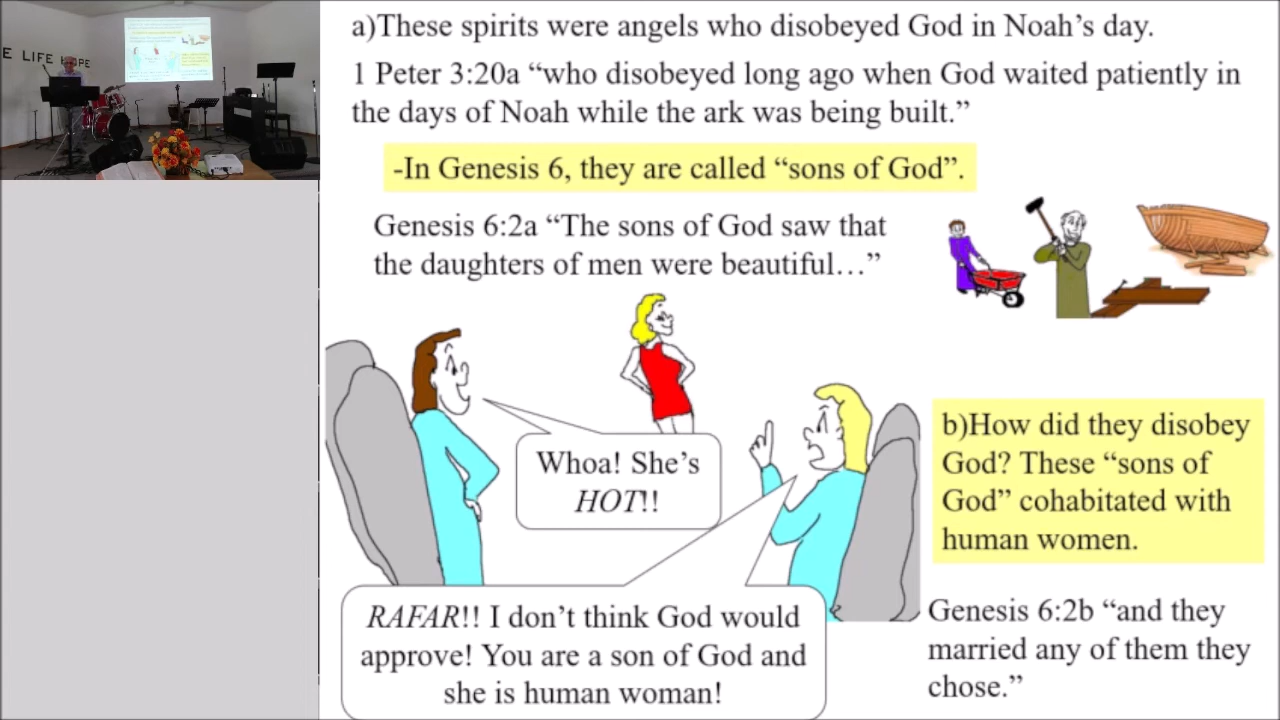 E LIFE HOPE
a)These spirits were angels who disobeyed God in Noah’s day.
1 Peter 3:20a “who disobeyed long ago when God waited patiently in
the days of Noah while the ark was being built.”
-In Genesis 6, they are called “sons of God”.
Genesis 6:2a “The sons of God saw that
the daughters of men were beautiful…”
Whoa! She’s
HOT!!
RAFAR!! I don’t think God would
approve! You are a son of God and
she is human woman!
b)How did they disobey
God? These “sons of
God” cohabitated with
human women.
Genesis 6:2b “and they
married any of them they
chose.”